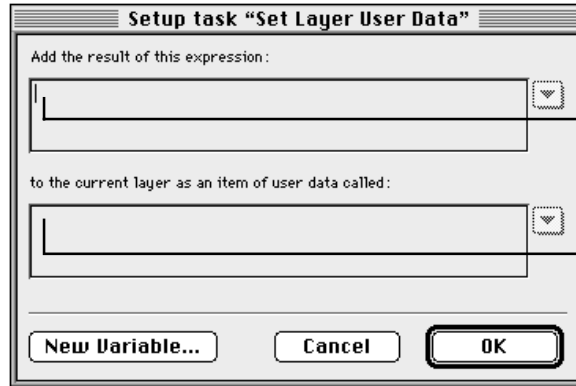 Setup task “Set Layer User Data”
Add the result of this expression:
to the current layer as an item of user data called:
New Variable...
Cancel
OK